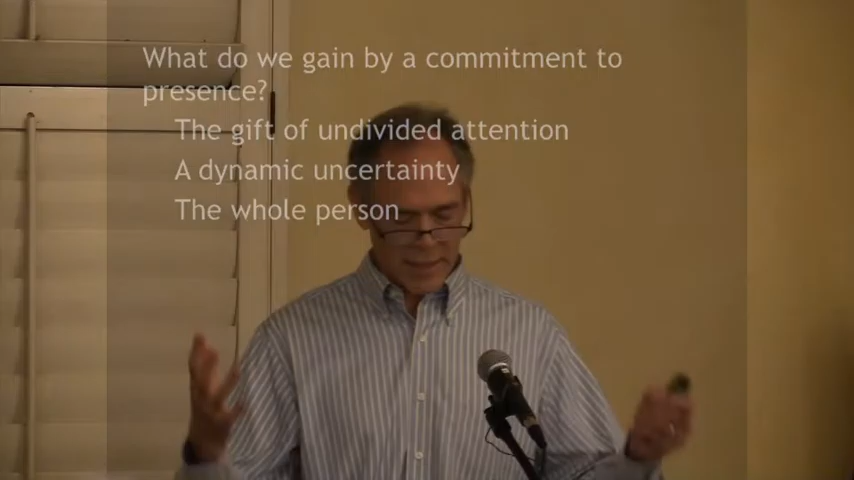 What do we gain by a commitment to
presence?
The gift of undivided attention
A dynamic uncertainty
The whole person